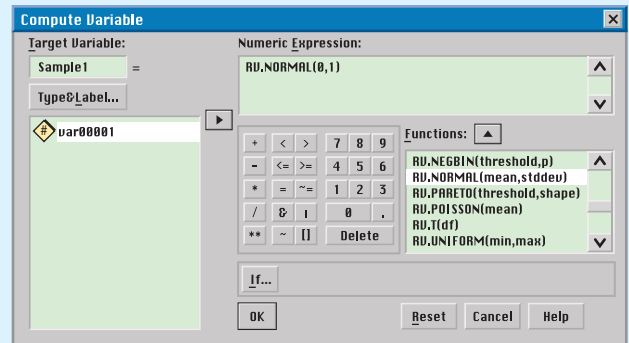 Compute Variable
Target Variable:
Numeric Expression:
Sample1
=
RV.NORMAL(0,1)
Type&Label...
var00001
+ < > 7 8 9
- <= >= 4 5 6
* = ~= 1 2 3
/ & | 0 .
** ~ [] Delete
Functions:
RV.NEGBIN(threshold,p)
RV.NORMAL(mean,stddev)
RV.PARETO(threshold,shape)
RV.POISSON(mean)
RV.T(df)
RV.UNIFORM(min,max)
If...
OK
Reset
Cancel
Help